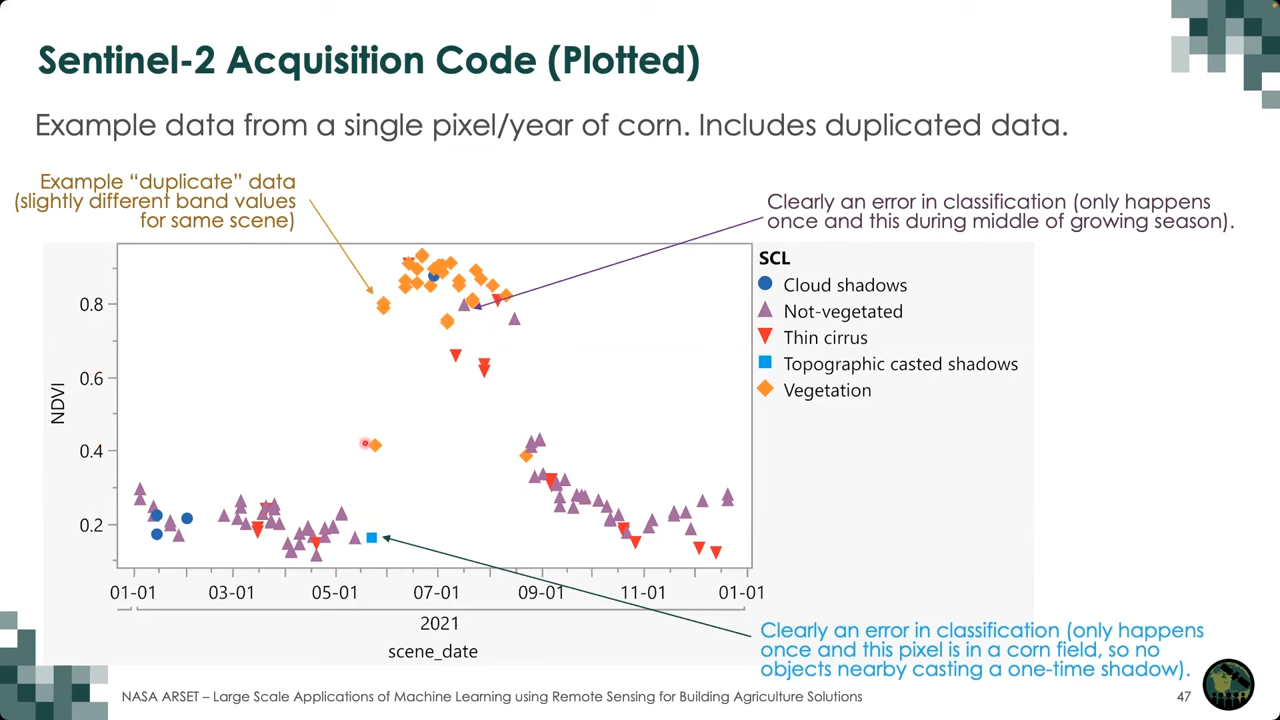 Sentinel-2 Acquisition Code (Plotted)
Example data from a single pixel/year of corn. Includes duplicated data.
Example “duplicate” data
(slightly different band values
for same scene)
Clearly an error in classification (only happens
once and this during middle of growing season).
SCL
Cloud shadows
Not-vegetated
Thin cirrus
Topographic casted shadows
Vegetation
NDVI
0.8
0.6
0.4
0.2
01-01 03-01 05-01 07-01 09-01 11-01 01-01
2021
scene_date
Clearly an error in classification (only happens
once and this pixel is in a corn field, so no
objects nearby casting a one-time shadow).
NASA ARSET – Large Scale Applications of Machine Learning using Remote Sensing for Building Agriculture Solutions
47